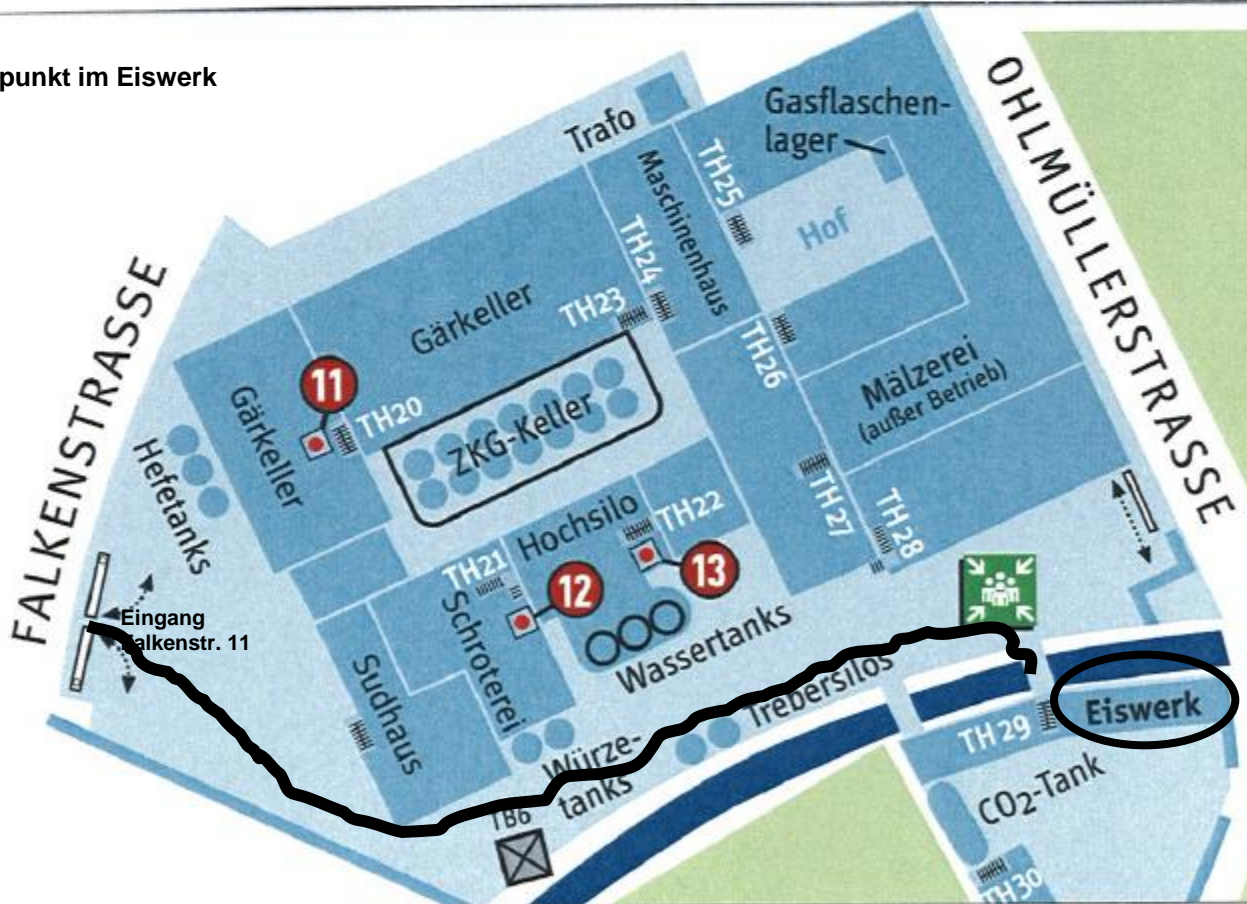 punkt im Eiswerk
OHLMÜLLERSTRASSE
Gasflaschen-
lager
Trafo
TH25
Maschinenhaus
Hof
TH24
FALKENSTRASSE
TH23
Gärkeller
TH26
Mälzerei
(außer Betrieb)
11
Gärkeller
TH20
ZKG-Keller
Hefetanks
Hochsilo
TH22
TH27
TH28
TH21
12
13
Eingang
Falkenstr. 11
Schroterei
Wassertanks
Sudhaus
Trebersilos
Eiswerk
TH29
Würze-
tanks
CO2-Tank
TB6
TH30